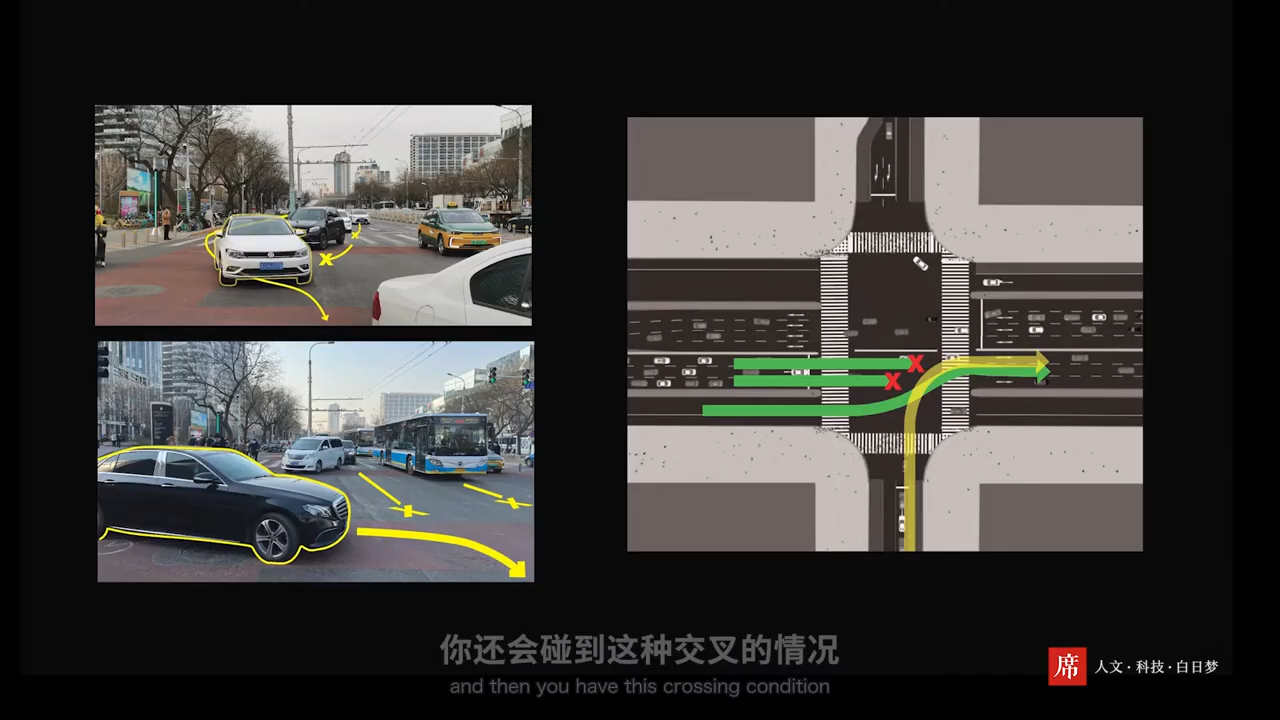 你还会碰到这种交叉的情况
and then you have this crossing condition
席 人文·科技·白日梦